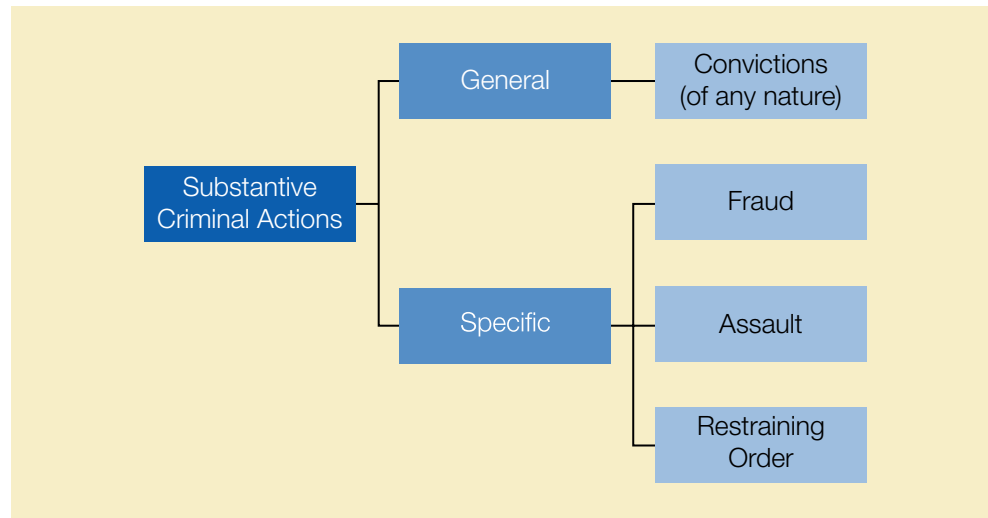 General
Convictions
(of any nature)
Substantive
Criminal Actions
Fraud
Specific
Assault
Restraining
Order